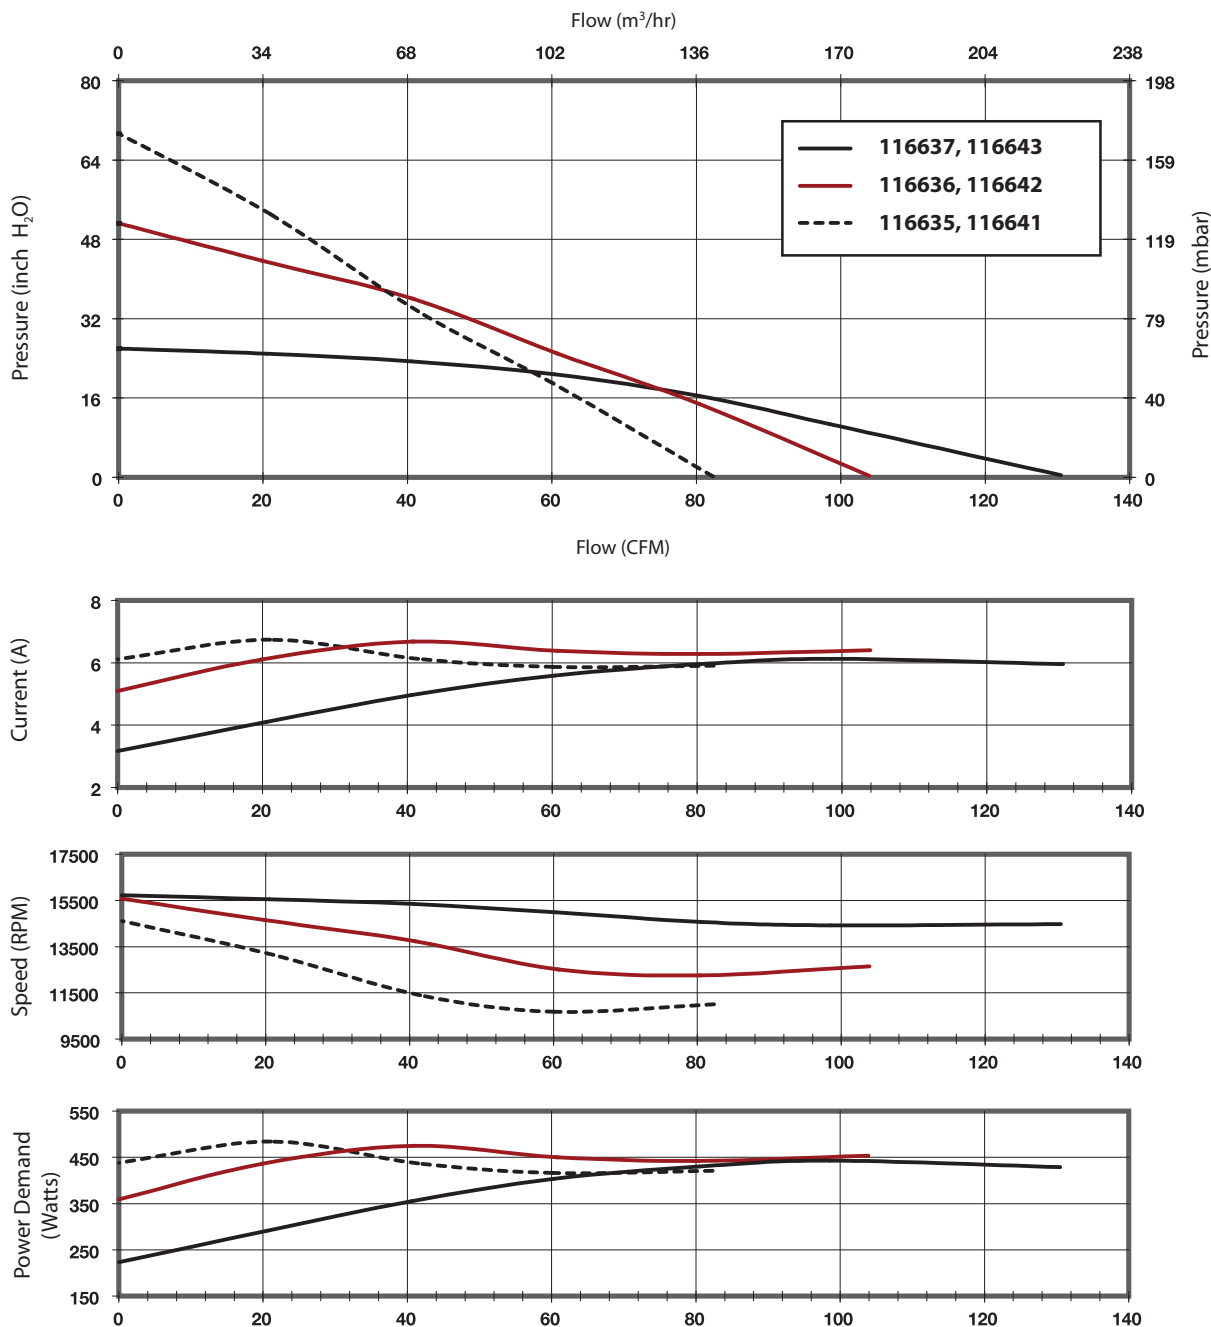 Flow (m³/hr)
0 34 68 102 136 170 204 238
80 198
64 159
48 119
32 79
16 40
0 0
0 20 40 60 80 100 120 140
Pressure (inch H₂O)
Pressure (mbar)
116637, 116643
116636, 116642
116635, 116641
Flow (CFM)
Current (A)
8
6
4
2
0 20 40 60 80 100 120 140
Speed (RPM)
17500
15500
13500
11500
9500
0 20 40 60 80 100 120 140
Power Demand
(Watts)
550
450
350
250
150
0 20 40 60 80 100 120 140